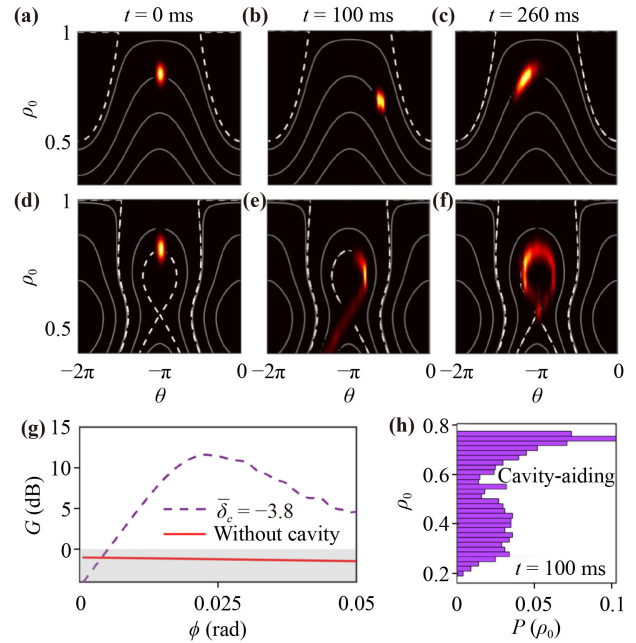 (a) t = 0 ms (b) t = 100 ms (c) t = 260 ms
1
ρ₀
0.5
(d) (e) (f)
1
ρ₀
0.5
−2π −π 0 −2π −π 0 −2π −π 0
θ θ θ
(g) (h)
15
10
5
0
G (dB)
δ̅c = −3.8
Without cavity
0 0.025 0.05
ϕ (rad)
0.8
0.6
0.4
0.2
ρ₀
Cavity-aiding
t = 100 ms
0 0.05 0.1
P (ρ₀)